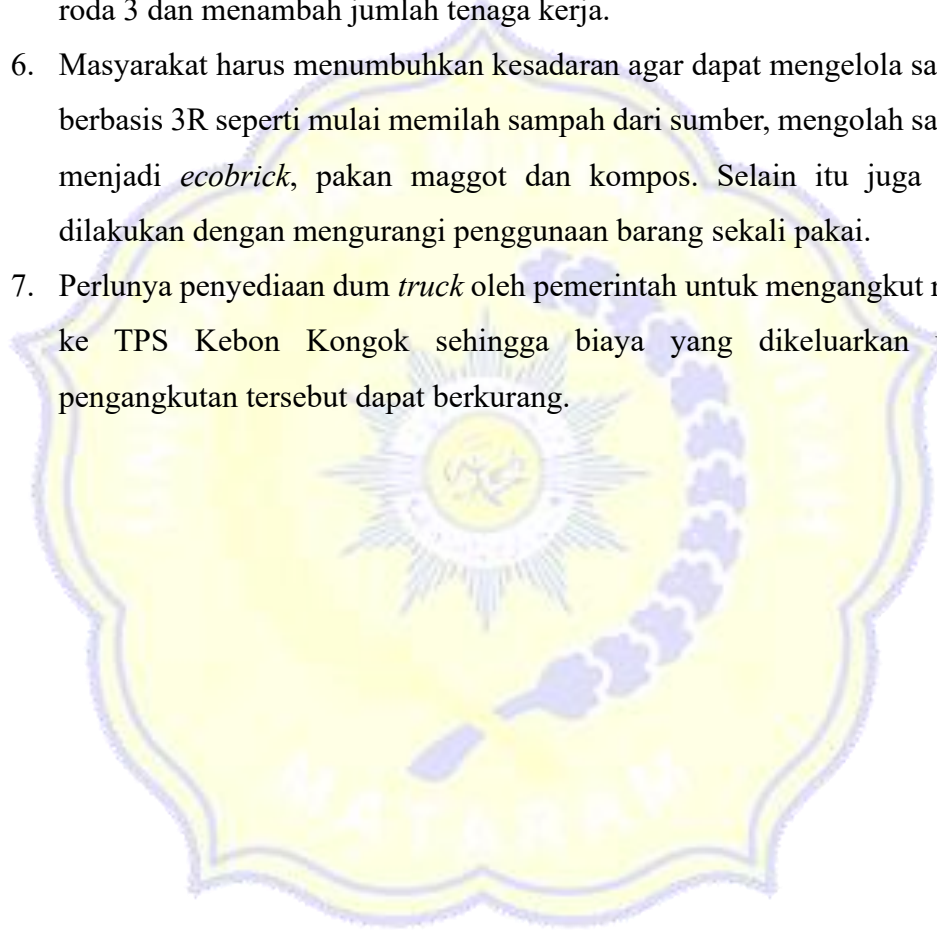 roda 3 dan menambah jumlah tenaga kerja.
6. Masyarakat harus menumbuhkan kesadaran agar dapat mengelola sa
berbasis 3R seperti mulai memilah sampah dari sumber, mengolah sa
menjadi ecobrick, pakan maggot dan kompos. Selain itu juga
dilakukan dengan mengurangi penggunaan barang sekali pakai.
7. Perlunya penyediaan dum truck oleh pemerintah untuk mengangkut
ke TPS Kebon Kongok sehingga biaya yang dikeluarkan
pengangkutan tersebut dapat berkurang.
MATARAM